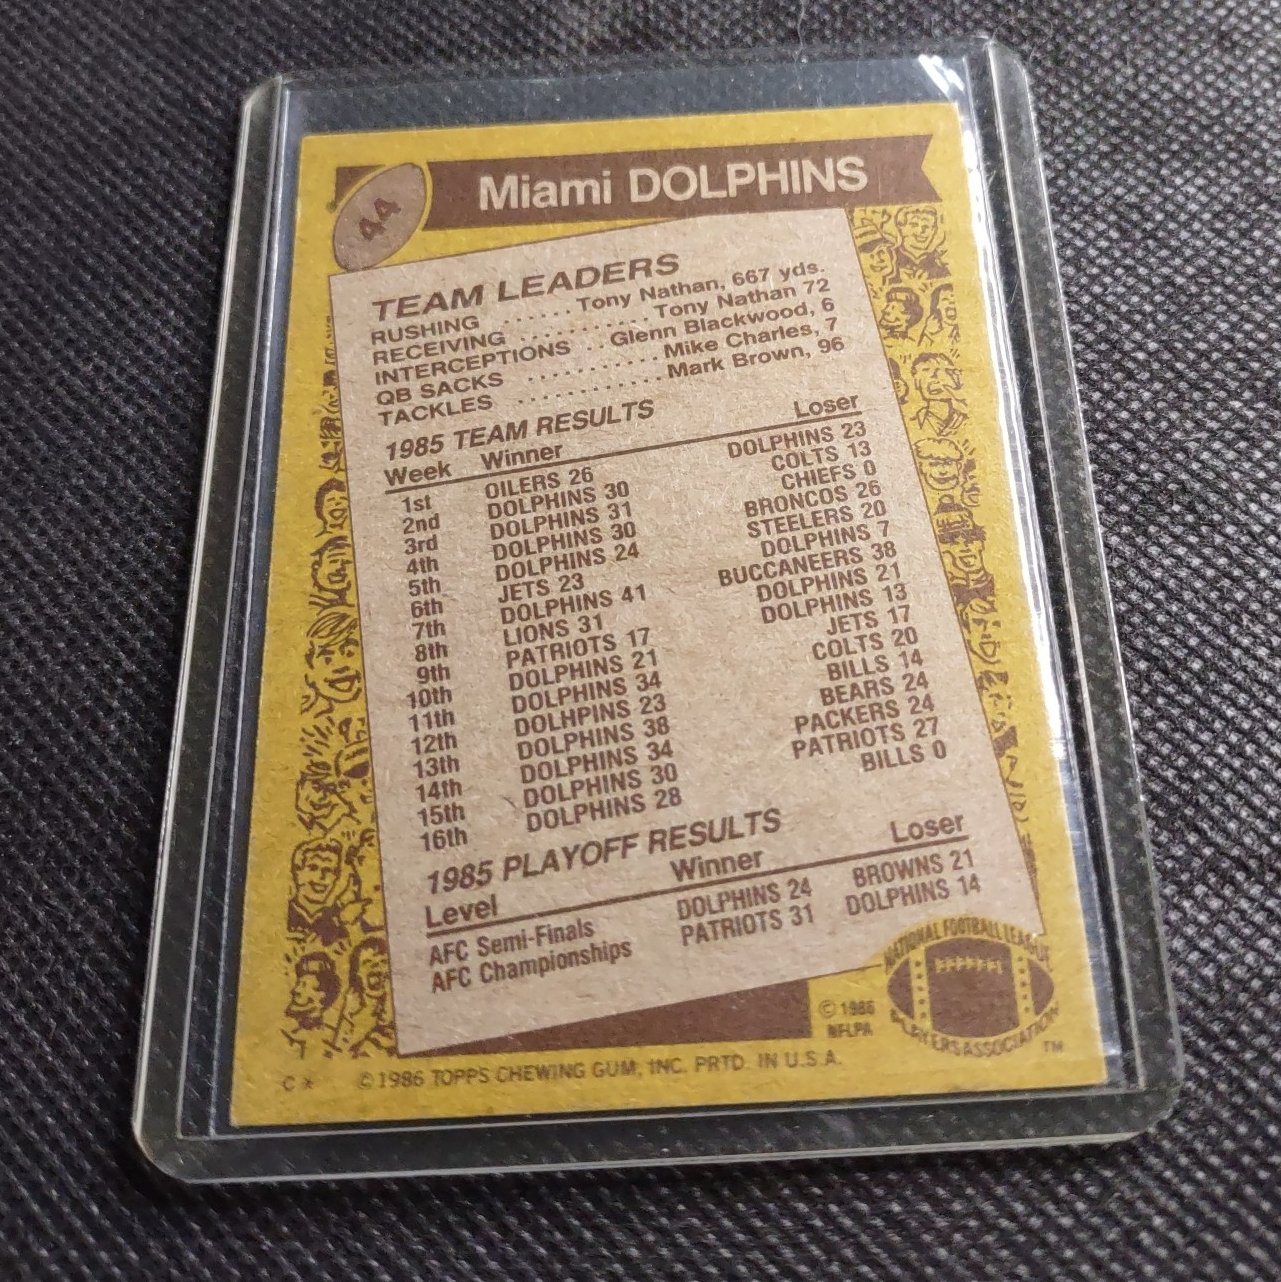 44
Miami DOLPHINS
TEAM LEADERS
RUSHING ...... Tony Nathan, 667 yds.
RECEIVING .......... Tony Nathan 72
INTERCEPTIONS .. Glenn Blackwood, 6
QB SACKS .......... Mike Charles, 7
TACKLES .......... Mark Brown, 96
1985 TEAM RESULTS
Week Winner Loser
1st OILERS 26 DOLPHINS 23
2nd DOLPHINS 30 COLTS 13
3rd DOLPHINS 31 CHIEFS 0
4th DOLPHINS 30 BRONCOS 26
5th DOLPHINS 24 STEELERS 20
6th JETS 23 DOLPHINS 7
7th DOLPHINS 41 BUCCANEERS 38
8th LIONS 31 DOLPHINS 21
9th PATRIOTS 17 DOLPHINS 13
10th DOLPHINS 21 JETS 17
11th DOLPHINS 34 COLTS 20
12th DOLHPINS 23 BILLS 14
13th DOLPHINS 38 BEARS 24
14th DOLPHINS 34 PACKERS 24
15th DOLPHINS 30 PATRIOTS 27
16th DOLPHINS 28 BILLS 0
1985 PLAYOFF RESULTS
Level Winner Loser
AFC Semi-Finals DOLPHINS 24 BROWNS 21
AFC Championships PATRIOTS 31 DOLPHINS 14
© 1986
NFLPA
NATIONAL FOOTBALL LEAGUE
PLAYERS ASSOCIATION
TM
C* © 1986 TOPPS CHEWING GUM, INC. PRTD. IN U.S.A.